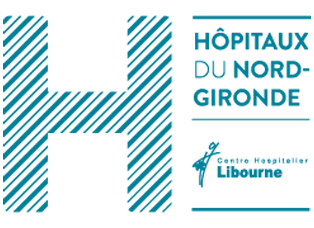 H
HÔPITAUX
DU NORD-
GIRONDE
Centre Hospitalier
Libourne